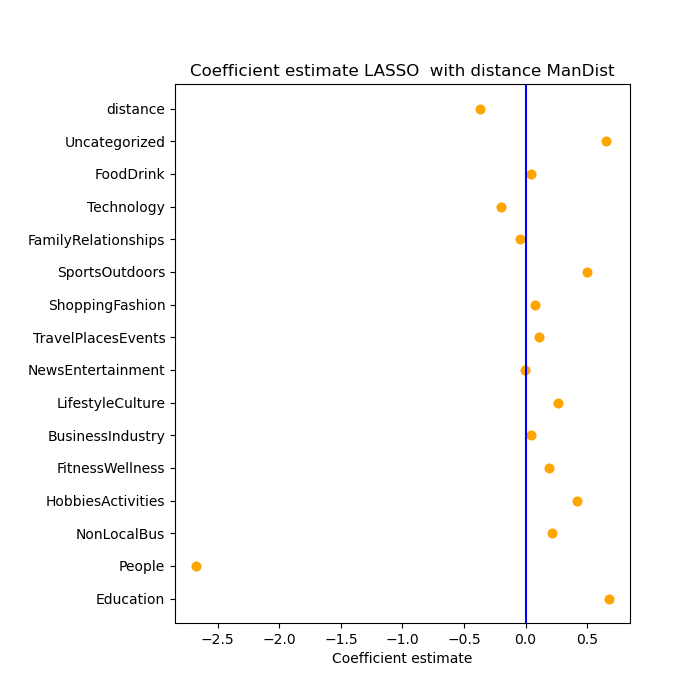 Coefficient estimate LASSO  with distance ManDist
distance
Uncategorized
FoodDrink
Technology
FamilyRelationships
SportsOutdoors
ShoppingFashion
TravelPlacesEvents
NewsEntertainment
LifestyleCulture
BusinessIndustry
FitnessWellness
HobbiesActivities
NonLocalBus
People
Education
−2.5 −2.0 −1.5 −1.0 −0.5 0.0 0.5
Coefficient estimate